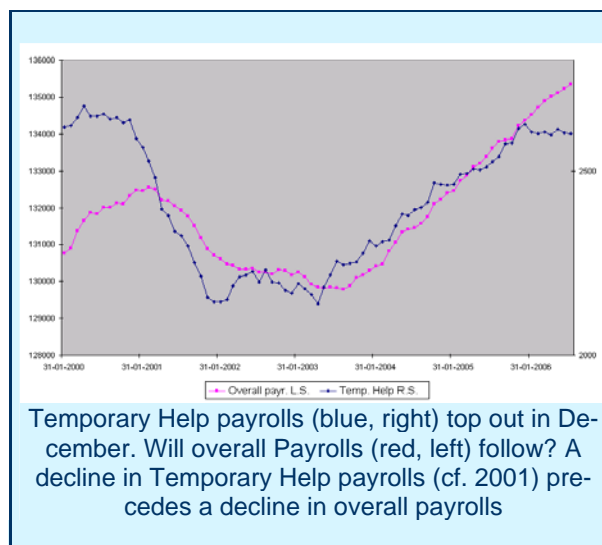 136000
135000
134000
133000
132000
131000
130000
129000
128000
2500
2000
31-01-2000 31-01-2001 31-01-2002 31-01-2003 31-01-2004 31-01-2005 31-01-2006
Overall payr. L.S. Temp. Help R.S.
Temporary Help payrolls (blue, right) top out in De-
cember. Will overall Payrolls (red, left) follow? A
decline in Temporary Help payrolls (cf. 2001) pre-
cedes a decline in overall payrolls